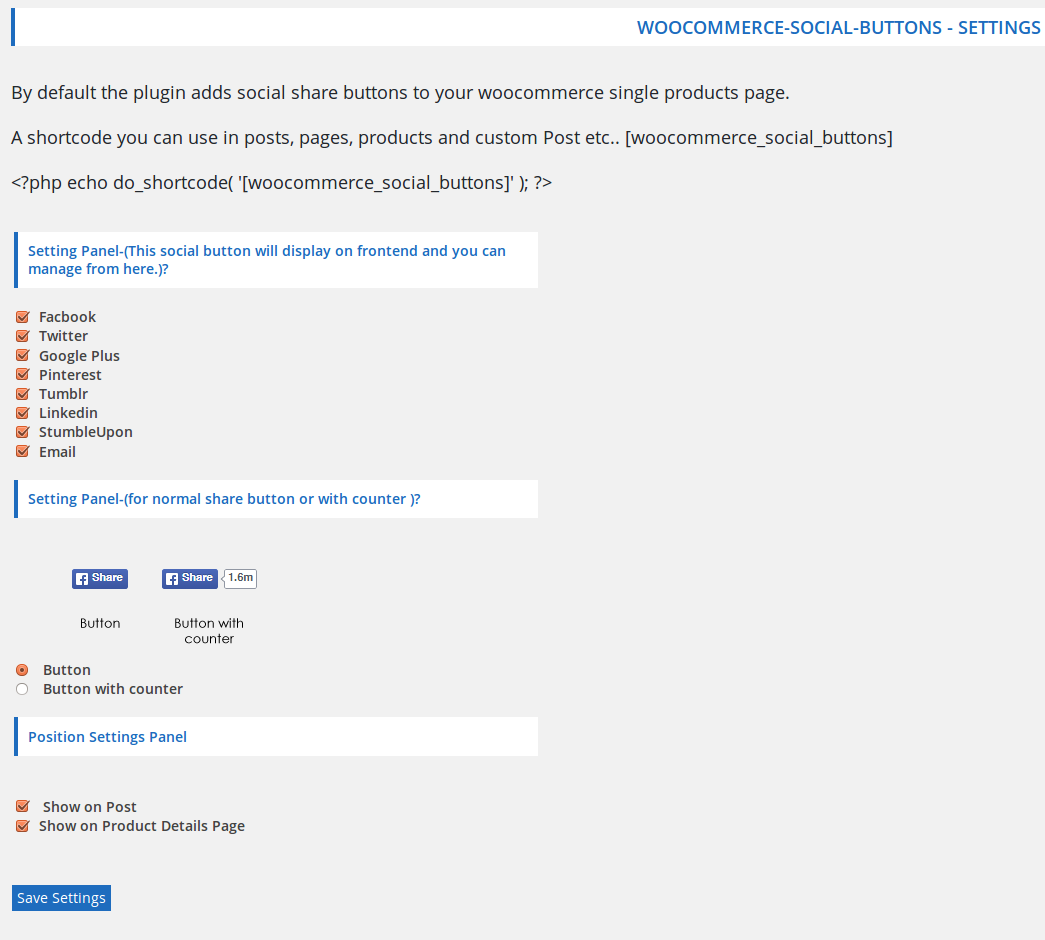 WOOCOMMERCE-SOCIAL-BUTTONS - SETTINGS
By default the plugin adds social share buttons to your woocommerce single products page.
A shortcode you can use in posts, pages, products and custom Post etc.. [woocommerce_social_buttons]
<?php echo do_shortcode( '[woocommerce_social_buttons]' ); ?>
Setting Panel-(This social button will display on frontend and you can
manage from here.)?
Facbook
Twitter
Google Plus
Pinterest
Tumblr
Linkedin
StumbleUpon
Email
Setting Panel-(for normal share button or with counter )?
Share Share 1.6m
Button Button with
counter
Button
Button with counter
Position Settings Panel
Show on Post
Show on Product Details Page
Save Settings